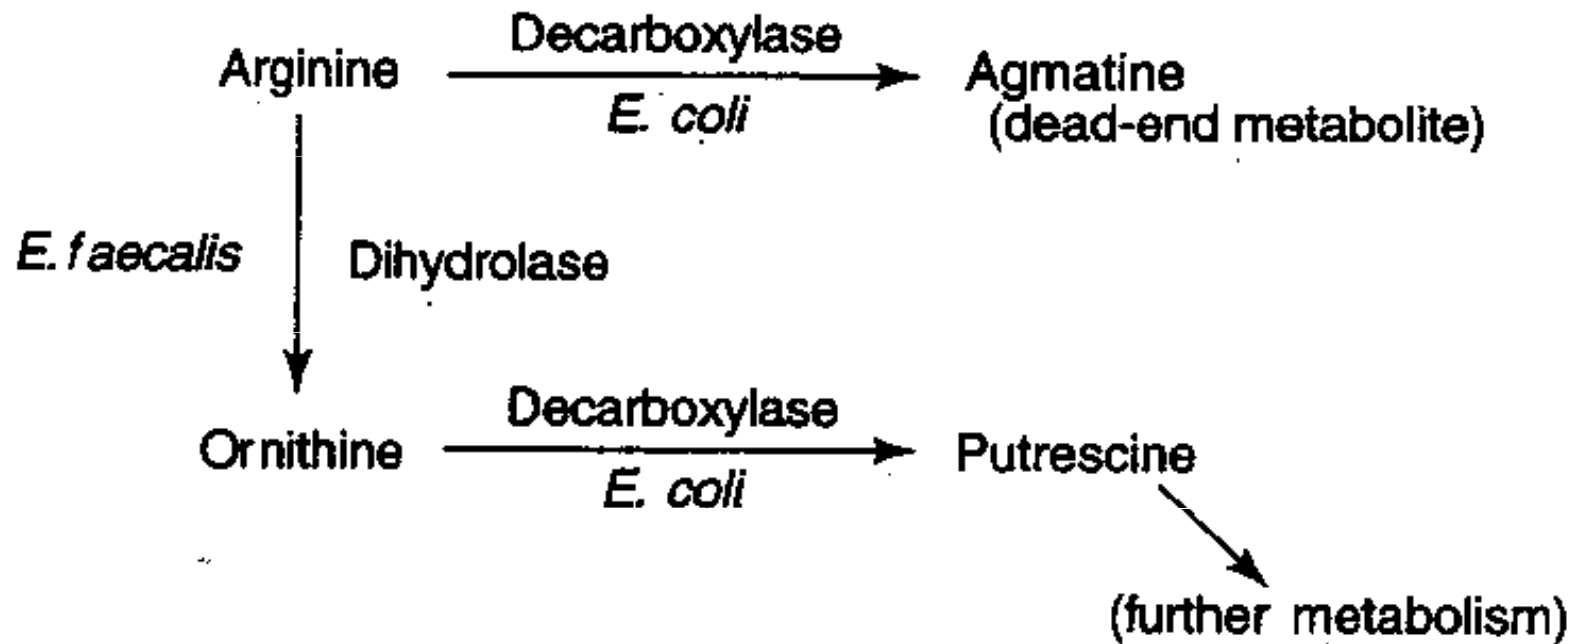 Decarboxylase
Arginine
Agmatine
E. coli
(dead-end metabolite)
E. faecalis
Dihydrolase
Decarboxylase
Ornithine
Putrescine
E. coli
(further metabolism)